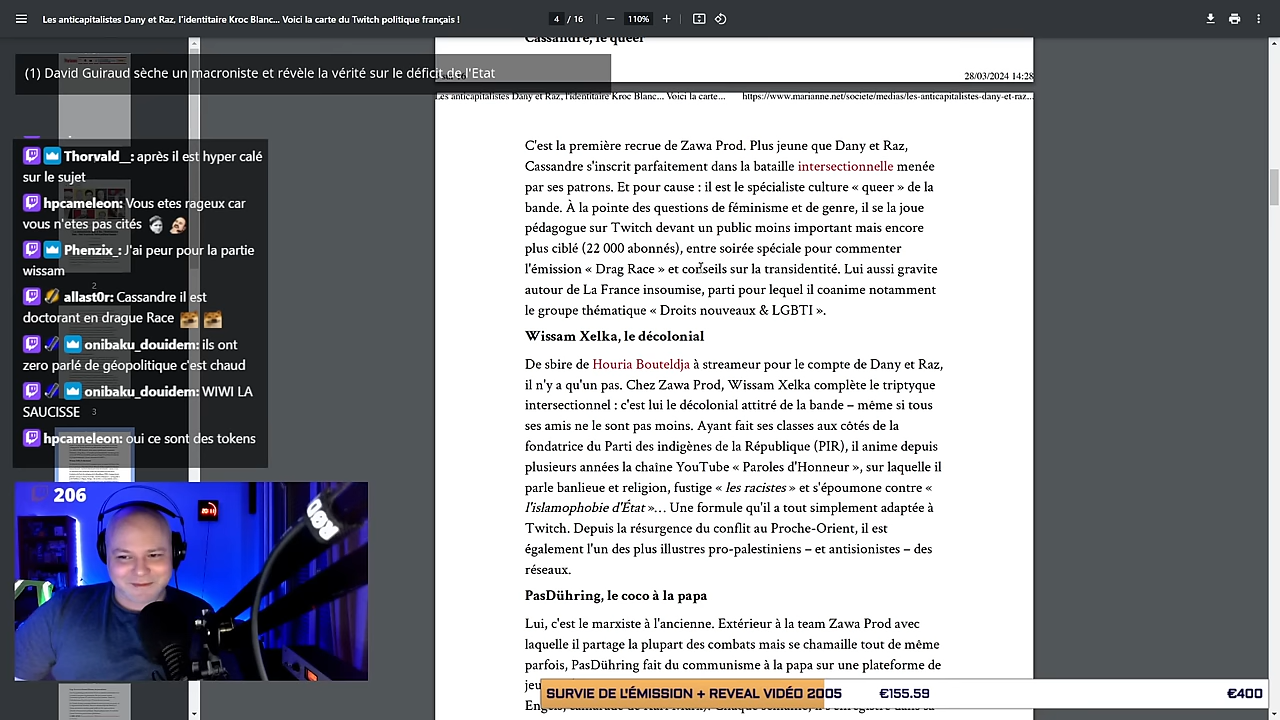 Les anticapitalistes Dany et Raz, l'identitaire Kroc Blanc... Voici la carte du Twitch politique français !
4 / 16
110%
(1) David Guiraud sèche un macroniste et révèle la vérité sur le déficit de l'Etat
Cassandre, le queer
28/03/2024 14:28
Les anticapitalistes Dany et Raz, l'identitaire Kroc Blanc... Voici la carte...
https://www.marianne.net/societe/medias/les-anticapitalistes-dany-et-raz...
Thorvald__: après il est hyper calé
sur le sujet
hpcameleon: Vous etes rageux car
vous n'etes pas cités
Phenrix_: J'ai peur pour la partie
wissam
2
allast0r: Cassandre il est
doctorant en drague Race
onibaku_douidem: ils ont
pas parlé de géopolitique c'est chaud
onibaku_douidem: WIWI LA
SAUCISSE 3
hpcameleon: oui ce sont des tokens
206
C'est la première recrue de Zawa Prod. Plus jeune que Dany et Raz,
Cassandre s'inscrit parfaitement dans la bataille intersectionnelle menée
par ses patrons. Et pour cause : il est le spécialiste culture « queer » de la
bande. À la pointe des questions de féminisme et de genre, il se la joue
pédagogue sur Twitch devant un public moins important mais encore
plus ciblé (22 000 abonnés), entre soirée spéciale pour commenter
l'émission « Drag Race » et conseils sur la transidentité. Lui aussi gravite
autour de La France insoumise, parti pour lequel il coanime notamment
le groupe thématique « Droits nouveaux & LGBTI ».
Wissam Xelka, le décolonial
De sbire de Houria Bouteldja à streameur pour le compte de Dany et Raz,
il n'y a qu'un pas. Chez Zawa Prod, Wissam Xelka complète le triptyque
intersectionnel : c'est lui le décolonial attitré de la bande – même si tous
ses amis ne le sont pas moins. Ayant fait ses classes aux côtés de la
fondatrice du Parti des indigènes de la République (PIR), il anime depuis
plusieurs années la chaîne YouTube « Paroles d'Honneur », sur laquelle il
parle banlieue et religion, fustige « les racistes » et s'époumone contre «
l'islamophobie d'État »… Une formule qu'il a tout simplement adaptée à
Twitch. Depuis la résurgence du conflit au Proche-Orient, il est
également l'un des plus illustres pro-palestiniens – et antisionistes – des
réseaux.
PasDühring, le coco à la papa
Lui, c'est le marxiste à l'ancienne. Extérieur à la team Zawa Prod avec
laquelle il partage la plupart des combats mais se chamaille tout de même
parfois, PasDühring fait du communisme à la papa sur une plateforme de
jeu
SURVIE DE L'ÉMISSION + REVEAL VIDÉO 2005 €155.59 €400